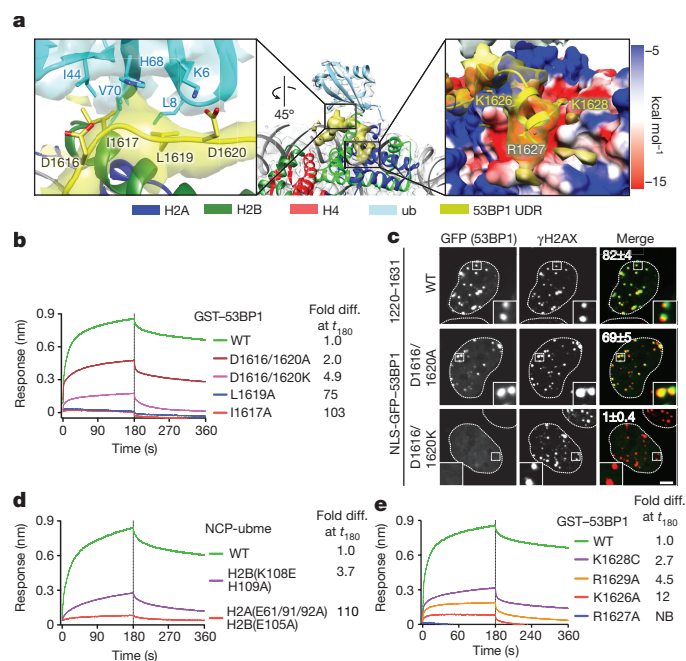 a
I44
H68
K6
V70
L8
I1617
D1616
L1619
D1620
45°
K1626
K1628
R1627
−5
kcal mol−1
−15
H2A
H2B
H4
ub
53BP1 UDR
b
GST–53BP1
Fold diff. at t180
WT 1.0
D1616/1620A 2.0
D1616/1620K 4.9
L1619A 75
I1617A 103
Response (nm)
0.9
0.6
0.3
0
0 90 180 270 360
Time (s)
c
GFP (53BP1) γH2AX Merge
NLS-GFP–53BP1
1220–1631
WT
82±4
D1616/
1620A
69±5
D1616/
1620K
1±0.4
d
NCP-ubme
Fold diff. at t180
WT 1.0
H2B(K108E
H109A) 3.7
H2A(E61/91/92A)
H2B(E105A) 110
Response (nm)
0.9
0.6
0.3
0
0 90 180 270 360
Time (s)
e
GST–53BP1
Fold diff. at t180
WT 1.0
K1628C 2.7
R1629A 4.5
K1626A 12
R1627A NB
Response (nm)
0.9
0.6
0.3
0
0 60 180 270 360
Time (s)